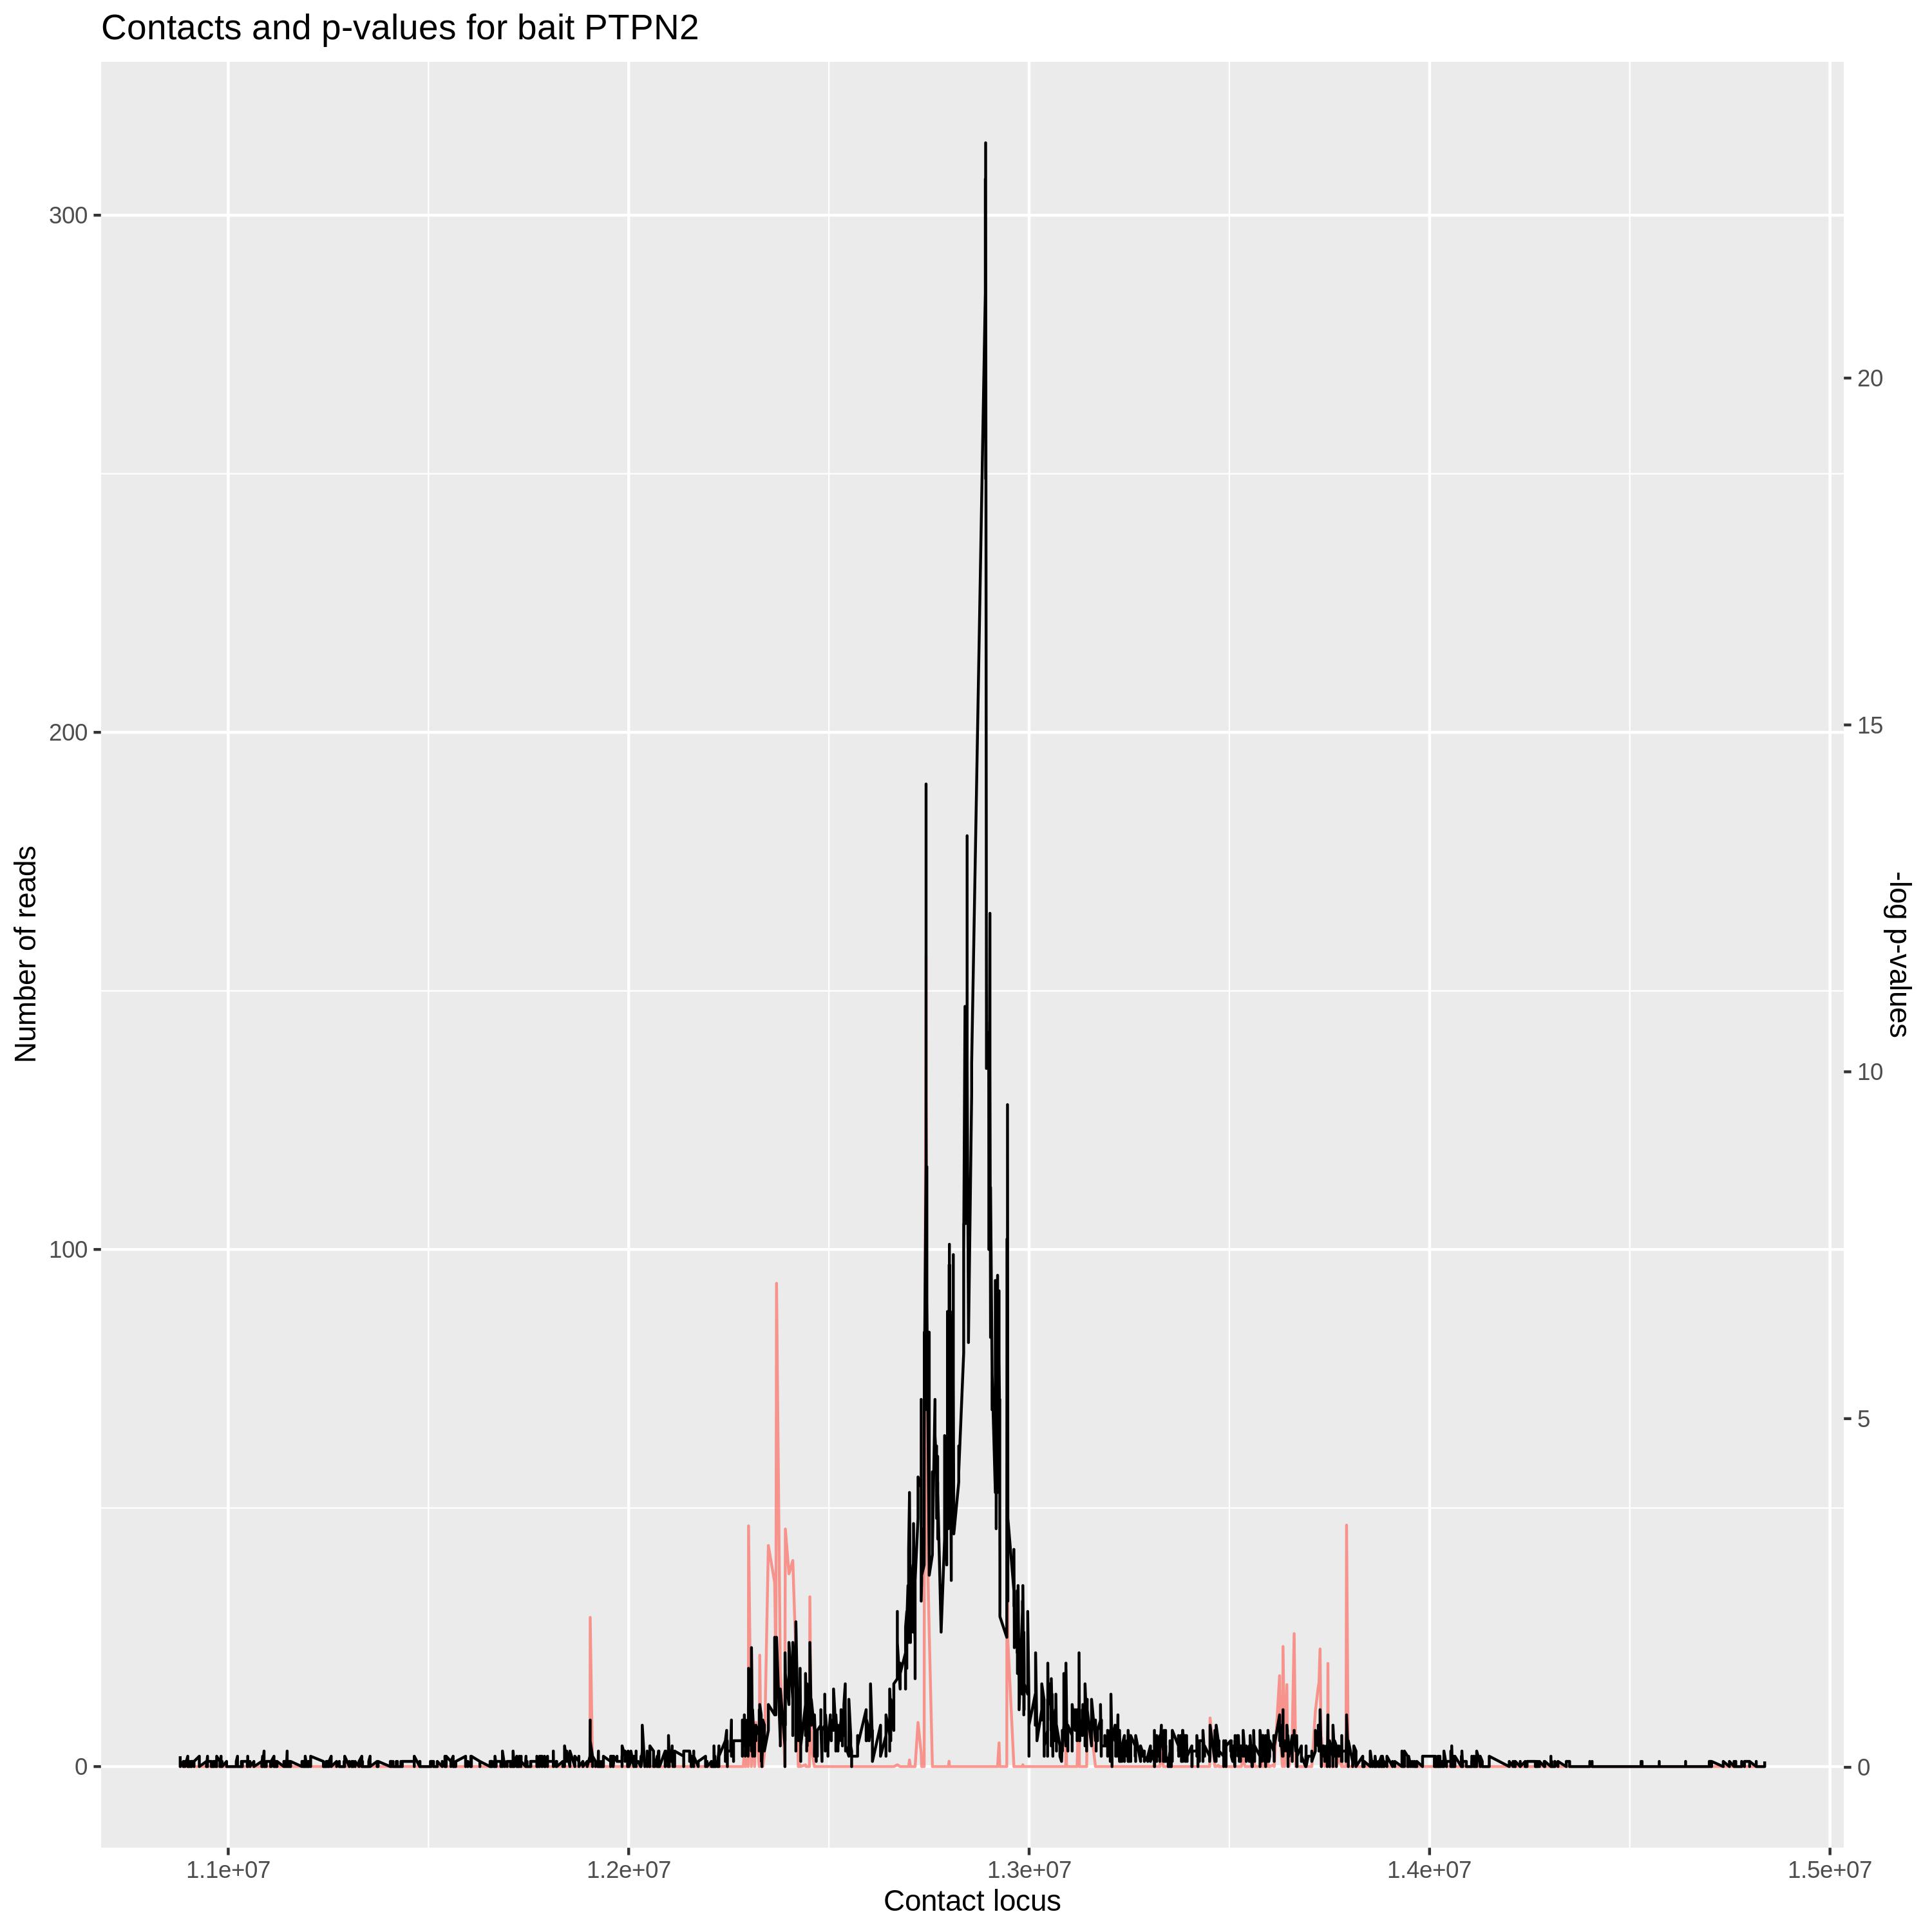 Contacts and p-values for bait PTPN2
Number of reads
300
200
100
0
20
15
10
5
0
-log p-values
1.1e+07
1.2e+07
1.3e+07
1.4e+07
1.5e+07
Contact locus